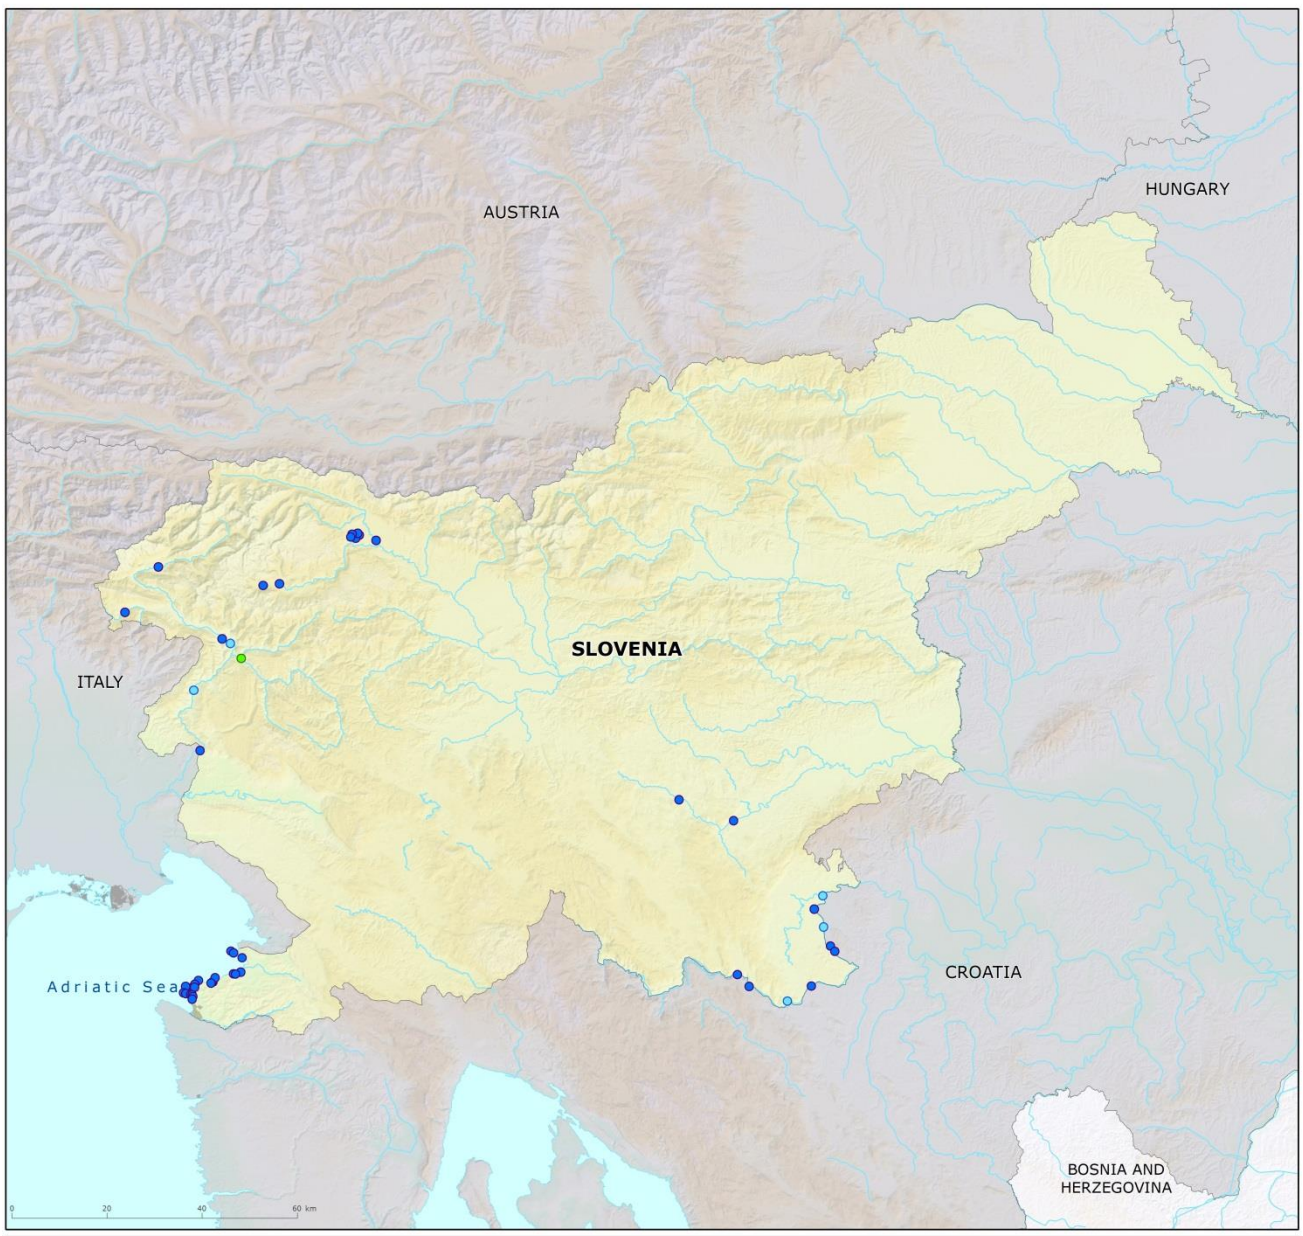 HUNGARY
AUSTRIA
SLOVENIA
ITALY
CROATIA
Adriatic Sea
BOSNIA AND
HERZEGOVINA
0 20 40 60 km